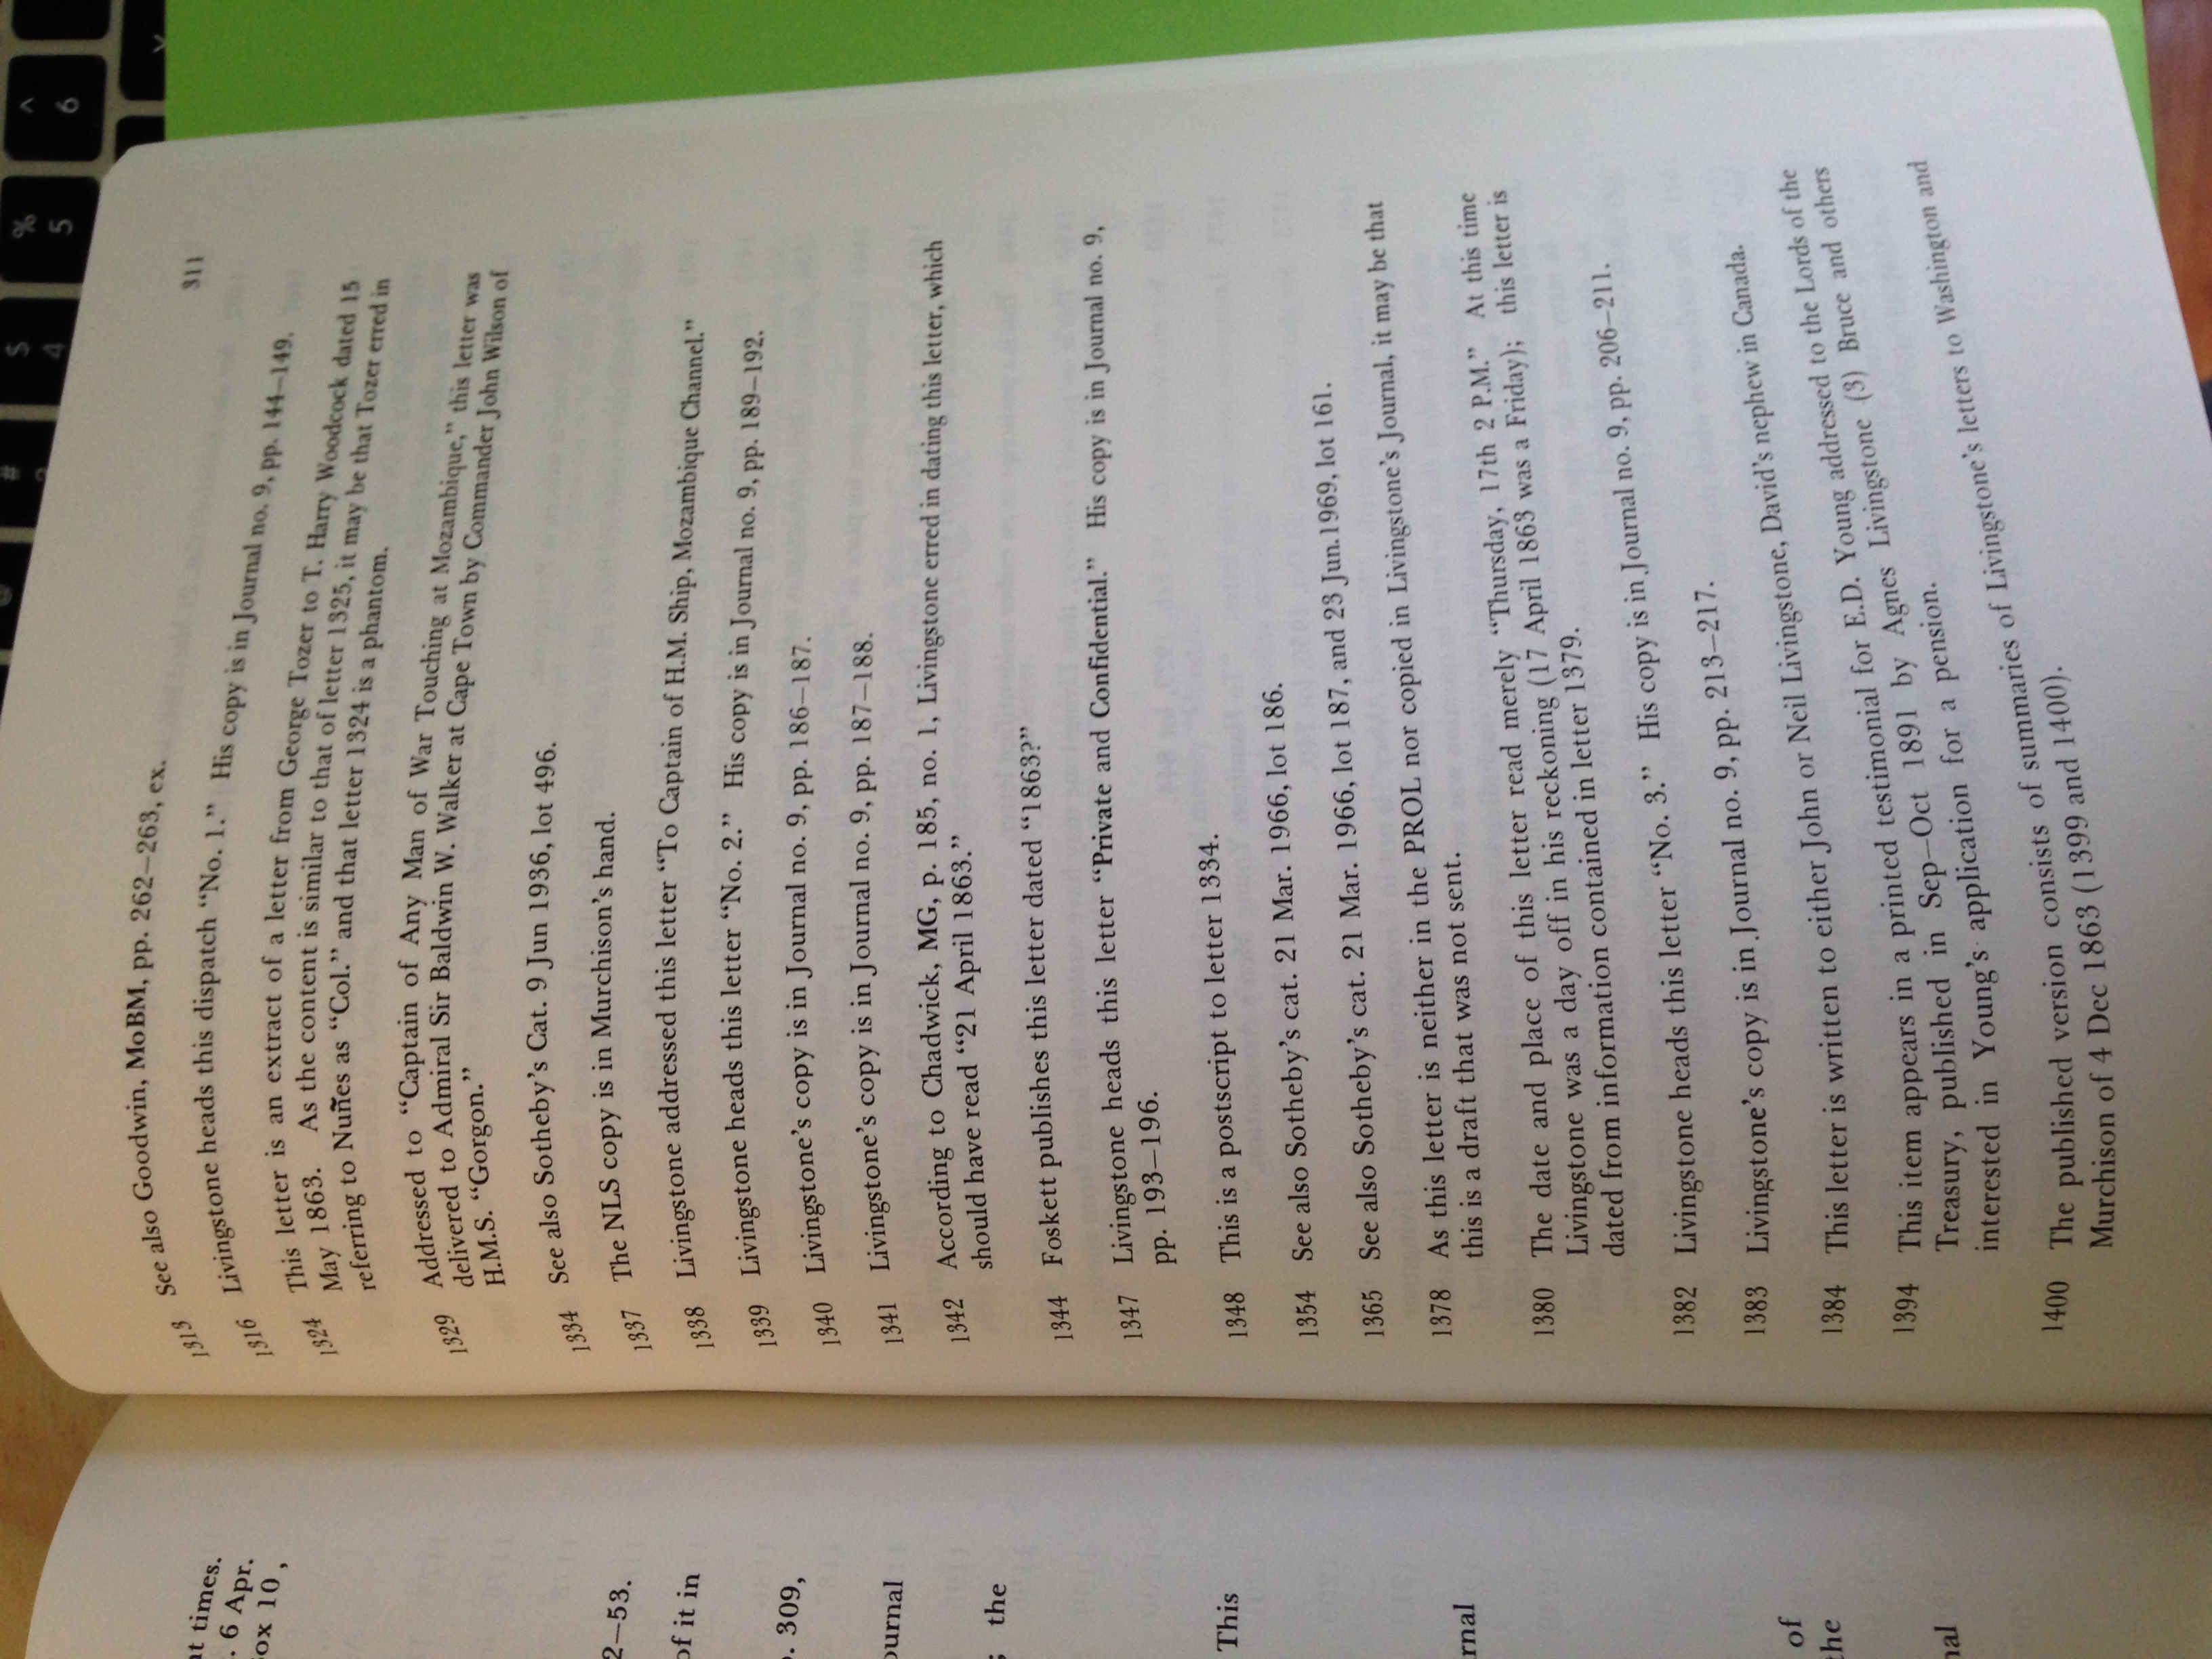 @ # $ % ^
4 5 6
311
1313 See also Goodwin, MoBM, pp. 262–263, ex.
1316 Livingstone heads this dispatch “No. 1.” His copy is in Journal no. 9, pp. 144–149.
1324 This letter is an extract of a letter from George Tozer to T. Harry Woodcock dated 15
May 1863. As the content is similar to that of letter 1325, it may be that Tozer erred in
referring to Nuñes as “Col.” and that letter 1324 is a phantom.
1329 Addressed to “Captain of Any Man of War Touching at Mozambique,” this letter was
delivered to Admiral Sir Baldwin W. Walker at Cape Town by Commander John Wilson of
H.M.S. “Gorgon.”
1334 See also Sotheby’s Cat. 9 Jun 1936, lot 496.
1337 The NLS copy is in Murchison’s hand.
1338 Livingstone addressed this letter “To Captain of H.M. Ship, Mozambique Channel.”
1339 Livingstone heads this letter “No. 2.” His copy is in Journal no. 9, pp. 189–192.
1340 Livingstone’s copy is in Journal no. 9, pp. 186–187.
1341 Livingstone’s copy is in Journal no. 9, pp. 187–188.
1342 According to Chadwick, MG, p. 185, no. 1, Livingstone erred in dating this letter, which
should have read “21 April 1863.”
1344 Foskett publishes this letter dated “1863?”
1347 Livingstone heads this letter “Private and Confidential.” His copy is in Journal no. 9,
pp. 193–196.
1348 This is a postscript to letter 1334.
1354 See also Sotheby’s cat. 21 Mar. 1966, lot 186.
1365 See also Sotheby’s cat. 21 Mar. 1966, lot 187, and 23 Jun.1969, lot 161.
1378 As this letter is neither in the PROL nor copied in Livingstone’s Journal, it may be that
this is a draft that was not sent.
1380 The date and place of this letter read merely “Thursday, 17th 2 P.M.” At this time
Livingstone was a day off in his reckoning (17 April 1863 was a Friday); this letter is
dated from information contained in letter 1379.
1382 Livingstone heads this letter “No. 3.” His copy is in Journal no. 9, pp. 206–211.
1383 Livingstone’s copy is in Journal no. 9, pp. 213–217.
1384 This letter is written to either John or Neil Livingstone, David’s nephew in Canada.
1394 This item appears in a printed testimonial for E.D. Young addressed to the Lords of the
Treasury, published in Sep–Oct 1891 by Agnes Livingstone (3) Bruce and others
interested in Young’s application for a pension.
1400 The published version consists of summaries of Livingstone’s letters to Washington and
Murchison of 4 Dec 1863 (1399 and 1400).
times.
6 Apr.
10,
2–53.
of it in
309,
; the
This
of